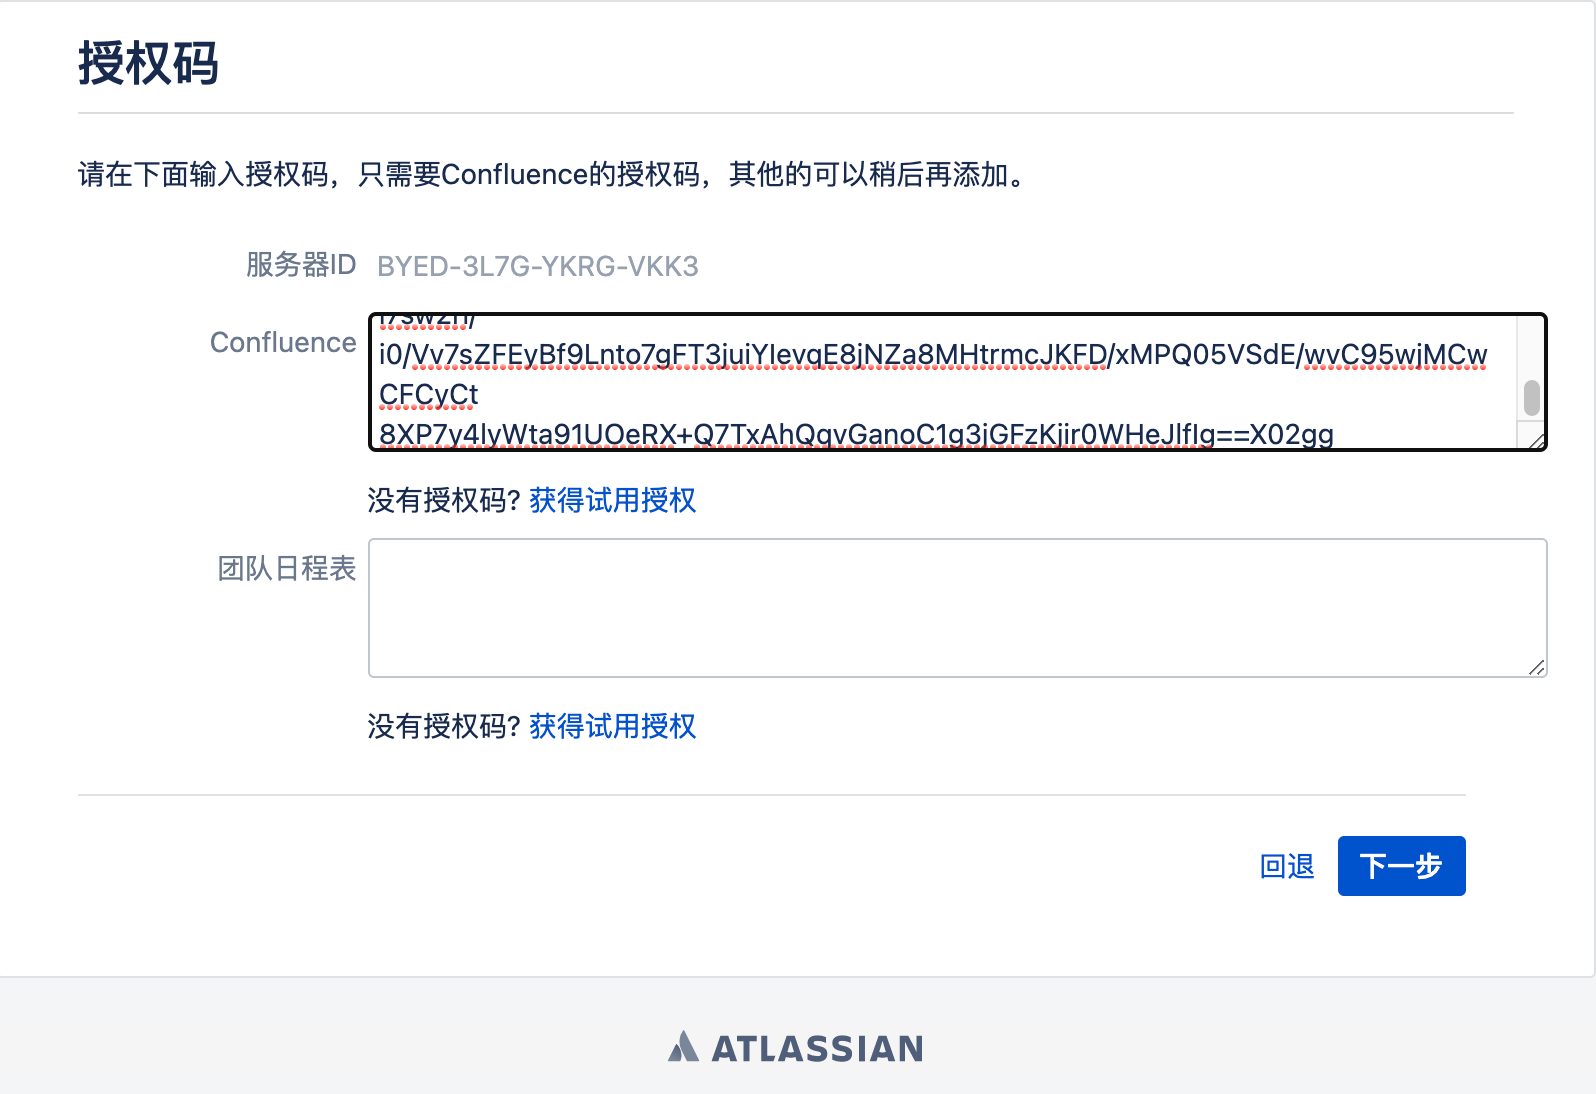 授权码
请在下面输入授权码，只需要Confluence的授权码，其他的可以稍后再添加。
服务器ID BYED-3L7G-YKRG-VKK3
Confluence
i0/Vv7sZFEyBf9Lnto7gFT3juiYIevqE8jNZa8MHtrmcJKFD/xMPQ05VSdE/wvC95wjMCw
CFCyCt
8XP7y4lyWta91UOeRX+Q7TxAhQqvGanoC1g3jGFzKjir0WHeJlfIg==X02gg
没有授权码? 获得试用授权
团队日程表
没有授权码? 获得试用授权
回退 下一步
ATLASSIAN